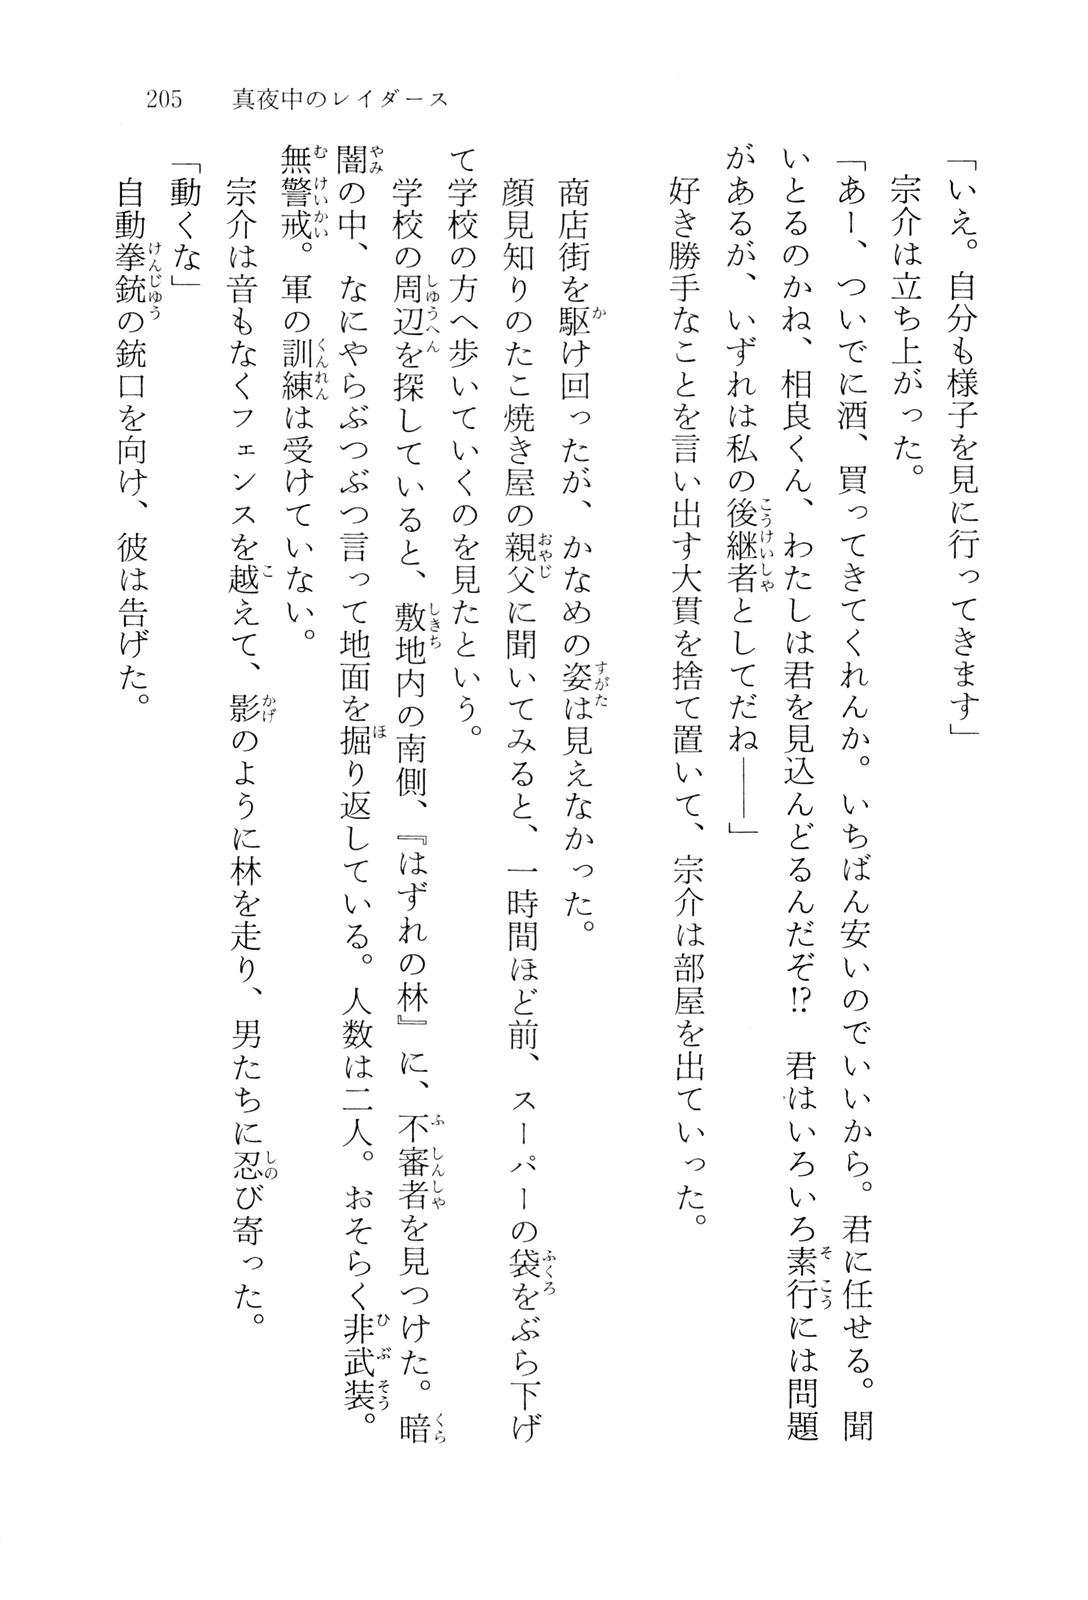 205　真夜中のレイダース
「いえ。自分も様子を見に行ってきます」
　宗介は立ち上がった。
「あー、ついでに酒、買ってきてくれんか。いちばん安いのでいいから。君に任せる。聞
いとるのかね、相良くん、わたしは君を見込んどるんだぞ!?　君はいろいろ素行には問題
があるが、いずれは私の後継者としてだね――」
　好き勝手なことを言い出す大貫を捨て置いて、宗介は部屋を出ていった。
　商店街を駆け回ったが、かなめの姿は見えなかった。
　顔見知りのたこ焼き屋の親父に聞いてみると、一時間ほど前、スーパーの袋をぶら下げ
て学校の方へ歩いていくのを見たという。
　学校の周辺を探していると、敷地内の南側、『はずれの林』に、不審者を見つけた。暗
闇の中、なにやらぶつぶつ言って地面を掘り返している。人数は二人。おそらく非武装。
無警戒。軍の訓練は受けていない。
　宗介は音もなくフェンスを越えて、影のように林を走り、男たちに忍び寄った。
「動くな」
　自動拳銃の銃口を向け、彼は告げた。